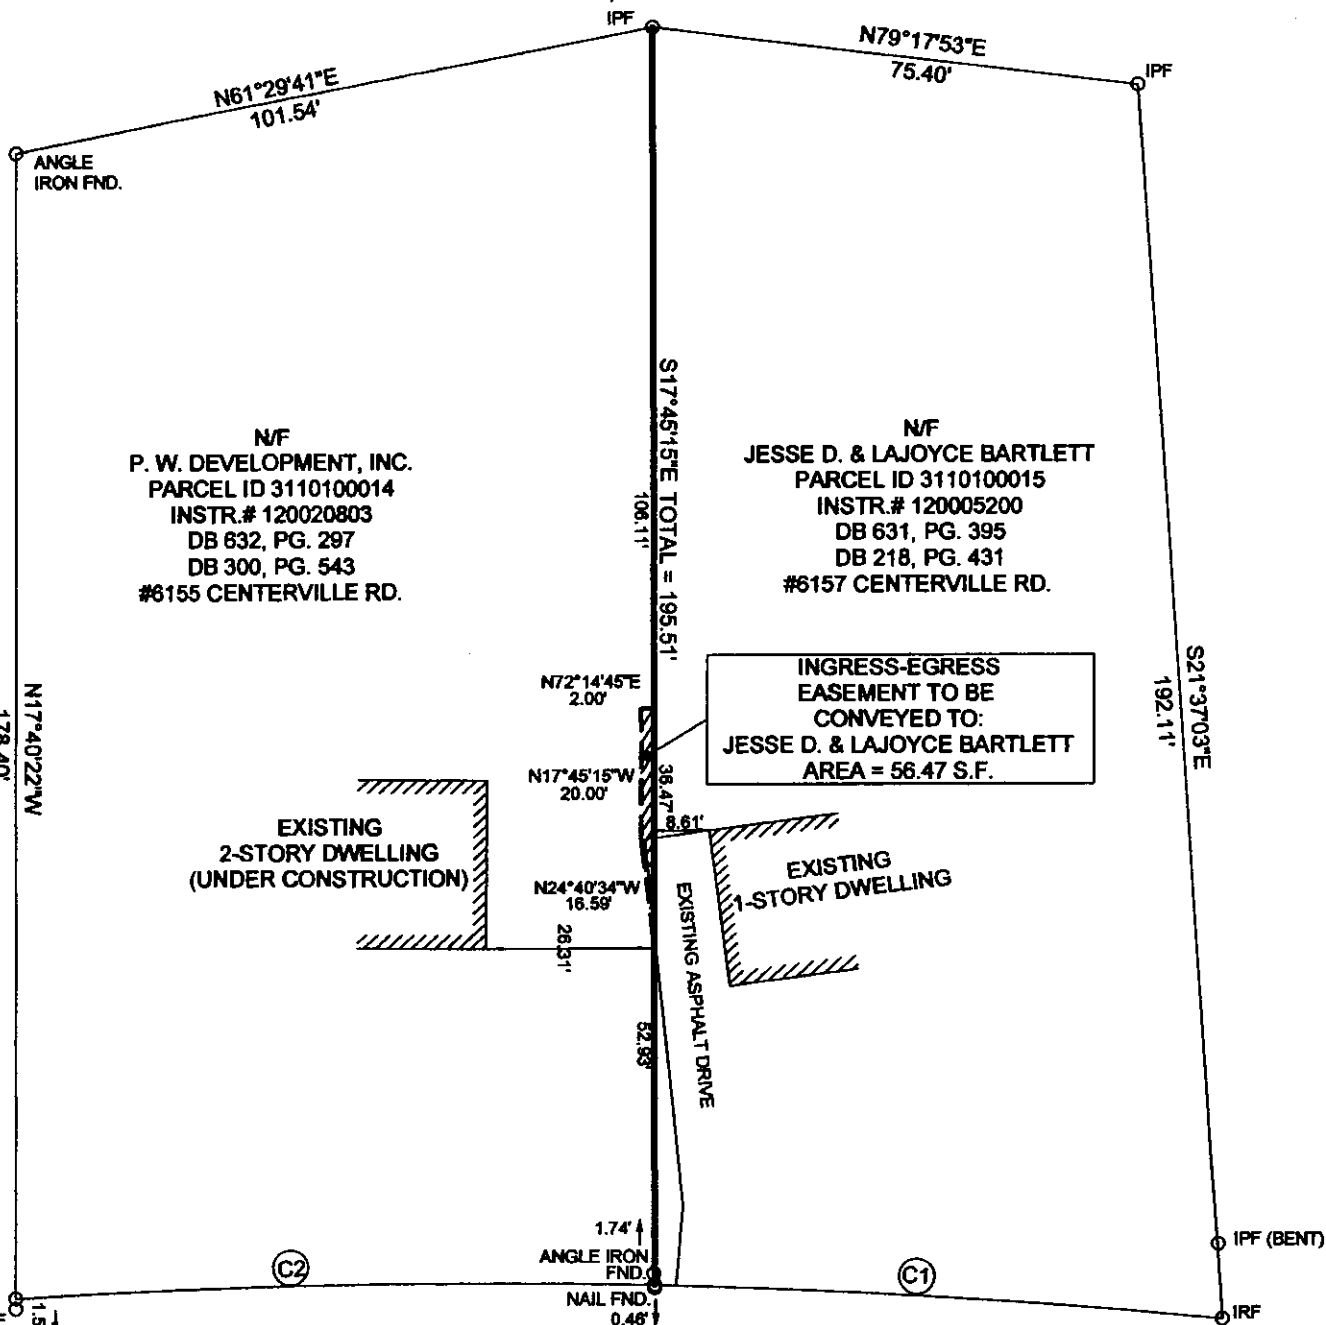 IPF
N79°17'53"E
75.40'
IPF
N61°29'41"E
101.54'
ANGLE
IRON FND.
S17°45'15"E TOTAL = 195.51'
106.11'
N/F
P. W. DEVELOPMENT, INC.
PARCEL ID 3110100014
INSTR.# 120020803
DB 632, PG. 297
DB 300, PG. 543
#6155 CENTERVILLE RD.
N/F
JESSE D. & LAJOYCE BARTLETT
PARCEL ID 3110100015
INSTR.# 120005200
DB 631, PG. 395
DB 218, PG. 431
#6157 CENTERVILLE RD.
S21°37'03"E
192.11'
N17°40'22"W
178.40'
N72°14'45"E
2.00'
INGRESS-EGRESS
EASEMENT TO BE
CONVEYED TO:
JESSE D. & LAJOYCE BARTLETT
AREA = 56.47 S.F.
N17°45'15"W
20.00'
36.47'
8.61'
EXISTING
2-STORY DWELLING
(UNDER CONSTRUCTION)
EXISTING
1-STORY DWELLING
N24°40'34"W
16.59'
26.31'
EXISTING ASPHALT DRIVE
52.93'
1.74'
ANGLE IRON
FND.
NAIL FND.
0.46'
C2
C1
IPF (BENT)
IRF
1.5